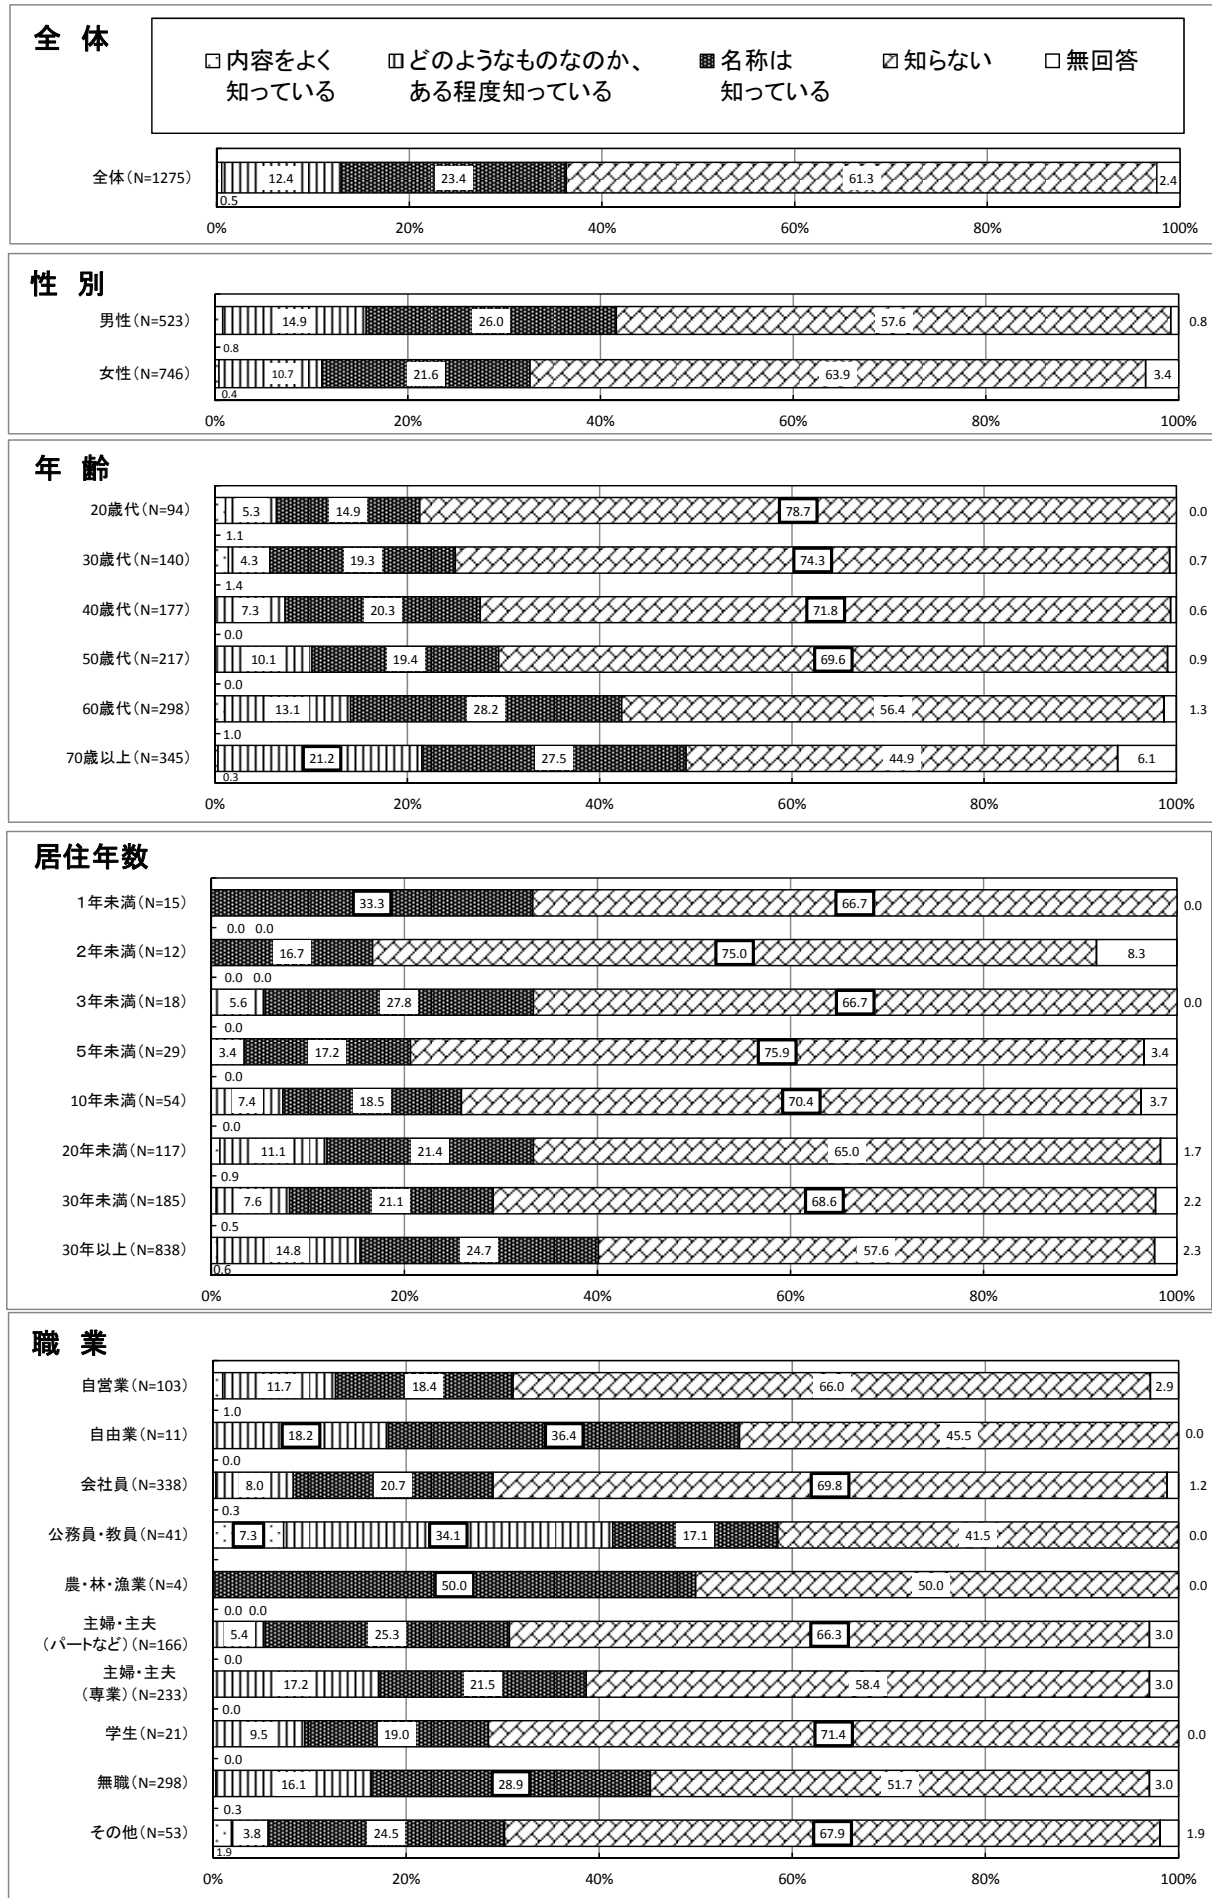 全 体
内容をよく
知っている
どのようなものなのか、
ある程度知っている
名称は
知っている
知らない
無回答
全体(N=1275)
12.4 23.4 61.3 2.4
0.5
0% 20% 40% 60% 80% 100%
性 別
男性(N=523)
14.9 26.0 57.6 0.8
0.8
女性(N=746)
10.7 21.6 63.9 3.4
0.4
0% 20% 40% 60% 80% 100%
年 齢
20歳代(N=94)
5.3 14.9 78.7 0.0
1.1
30歳代(N=140)
4.3 19.3 74.3 0.7
1.4
40歳代(N=177)
7.3 20.3 71.8 0.6
0.0
50歳代(N=217)
10.1 19.4 69.6 0.9
0.0
60歳代(N=298)
13.1 28.2 56.4 1.3
1.0
70歳以上(N=345)
21.2 27.5 44.9 6.1
0.3
0% 20% 40% 60% 80% 100%
居住年数
1年未満(N=15)
33.3 66.7 0.0
0.0 0.0
2年未満(N=12)
16.7 75.0 8.3
0.0 0.0
3年未満(N=18)
5.6 27.8 66.7 0.0
0.0
5年未満(N=29)
3.4 17.2 75.9 3.4
0.0
10年未満(N=54)
7.4 18.5 70.4 3.7
0.0
20年未満(N=117)
11.1 21.4 65.0 1.7
0.9
30年未満(N=185)
7.6 21.1 68.6 2.2
0.5
30年以上(N=838)
14.8 24.7 57.6 2.3
0.6
0% 20% 40% 60% 80% 100%
職 業
自営業(N=103)
11.7 18.4 66.0 2.9
1.0
自由業(N=11)
18.2 36.4 45.5 0.0
0.0
会社員(N=338)
8.0 20.7 69.8 1.2
0.3
公務員・教員(N=41)
7.3 34.1 17.1 41.5 0.0
農・林・漁業(N=4)
50.0 50.0 0.0
0.0 0.0
主婦・主夫
(パートなど)(N=166)
5.4 25.3 66.3 3.0
0.0
主婦・主夫
(専業)(N=233)
17.2 21.5 58.4 3.0
0.0
学生(N=21)
9.5 19.0 71.4 0.0
0.0
無職(N=298)
16.1 28.9 51.7 3.0
0.3
その他(N=53)
3.8 24.5 67.9 1.9
1.9
0% 20% 40% 60% 80% 100%